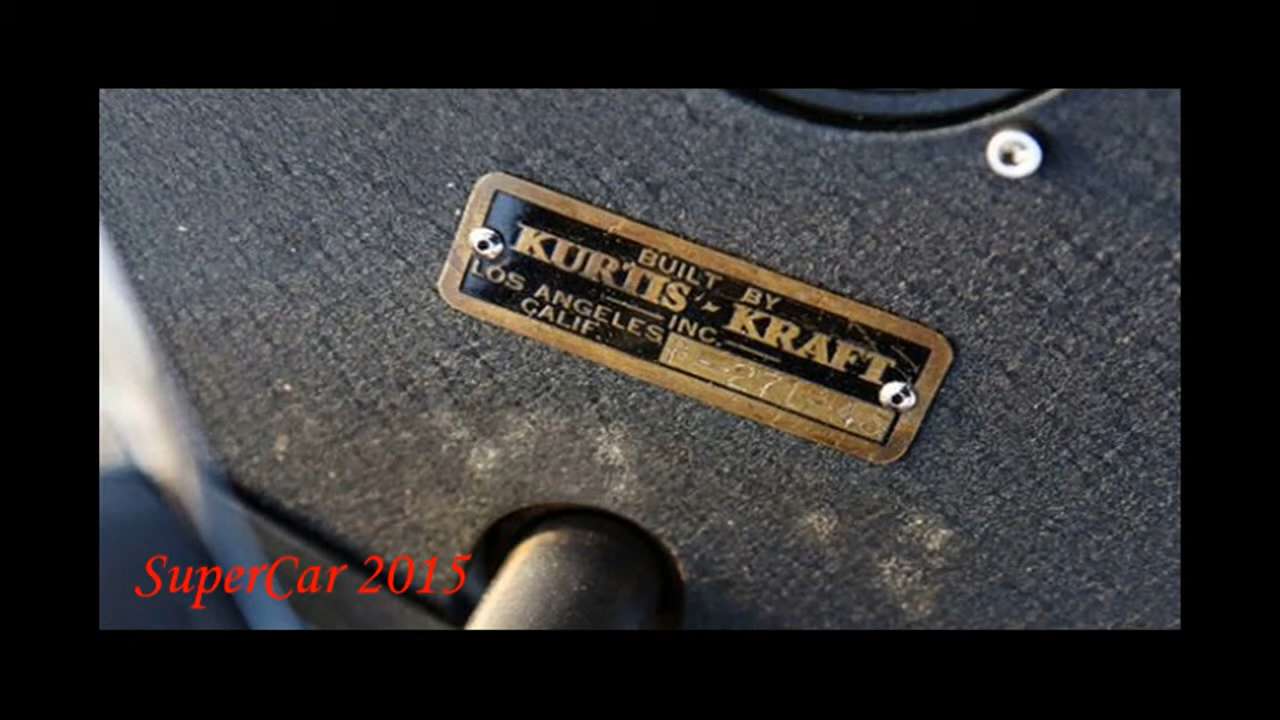 BUILT BY
KURTIS-KRAFT
INC.
LOS ANGELES
CALIF.
SuperCar 2015